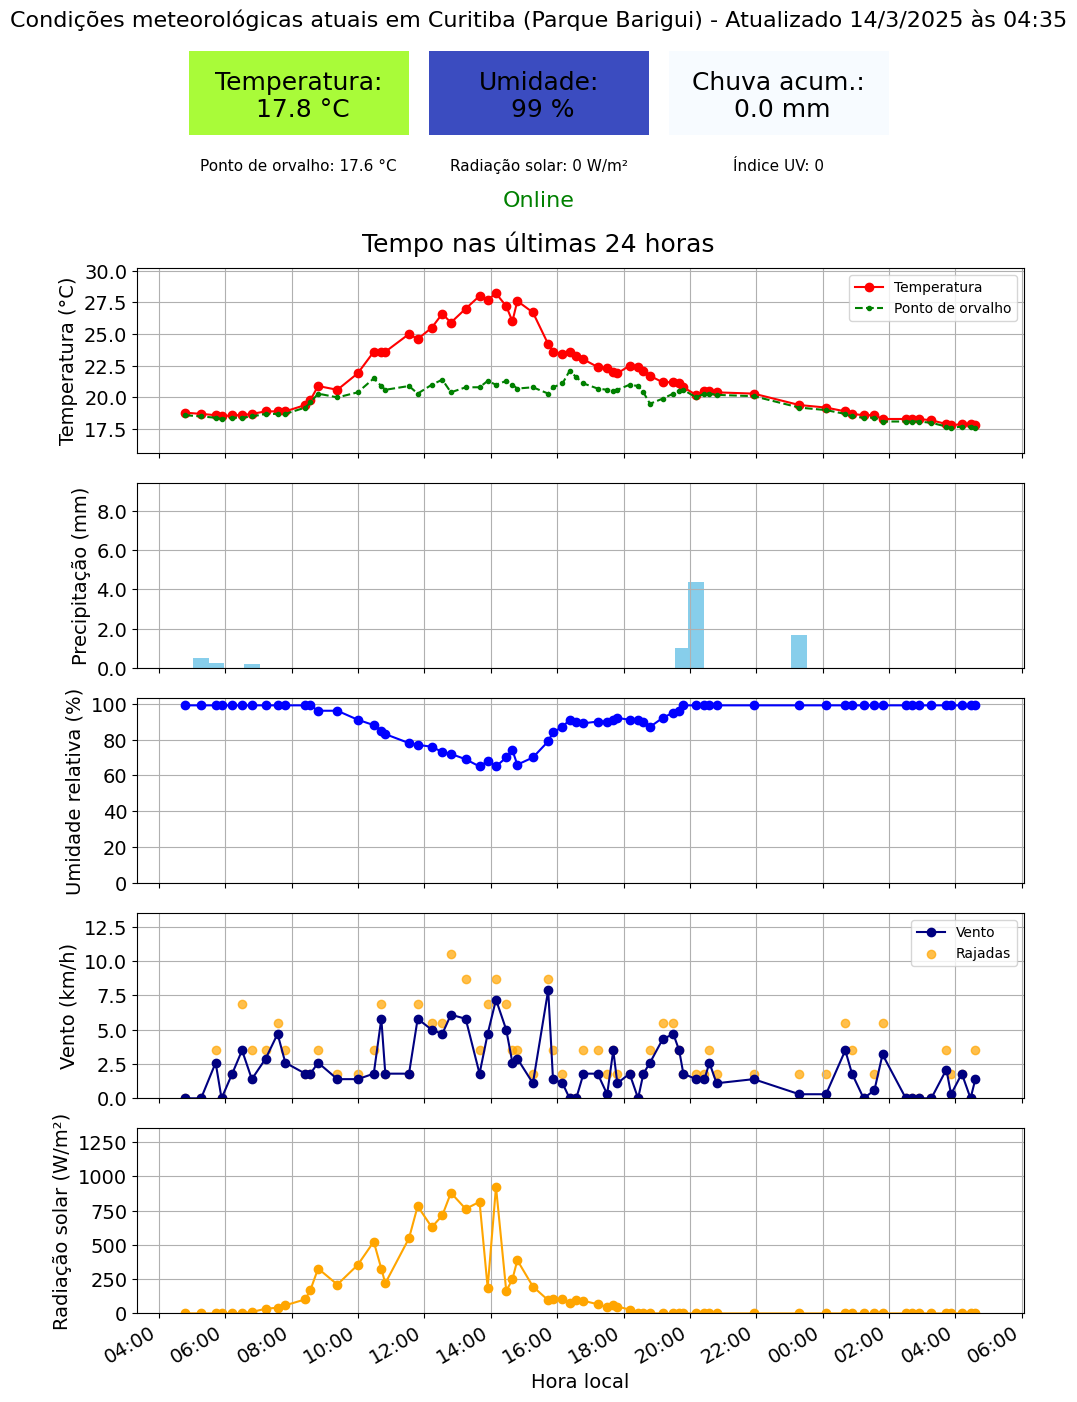 Condições meteorológicas atuais em Curitiba (Parque Barigui) - Atualizado 14/3/2025 às 04:35
Temperatura:
17.8 °C
Umidade:
99 %
Chuva acum.:
0.0 mm
Ponto de orvalho: 17.6 °C
Radiação solar: 0 W/m²
Índice UV: 0
Online
Tempo nas últimas 24 horas
Temperatura (°C)
30.0
27.5
25.0
22.5
20.0
17.5
Temperatura
Ponto de orvalho
Precipitação (mm)
8.0
6.0
4.0
2.0
0.0
Umidade relativa (%)
100
80
60
40
20
0
Vento (km/h)
12.5
10.0
7.5
5.0
2.5
0.0
Vento
Rajadas
Radiação solar (W/m²)
1250
1000
750
500
250
0
04:00
06:00
08:00
10:00
12:00
14:00
16:00
18:00
20:00
22:00
00:00
02:00
04:00
06:00
Hora local